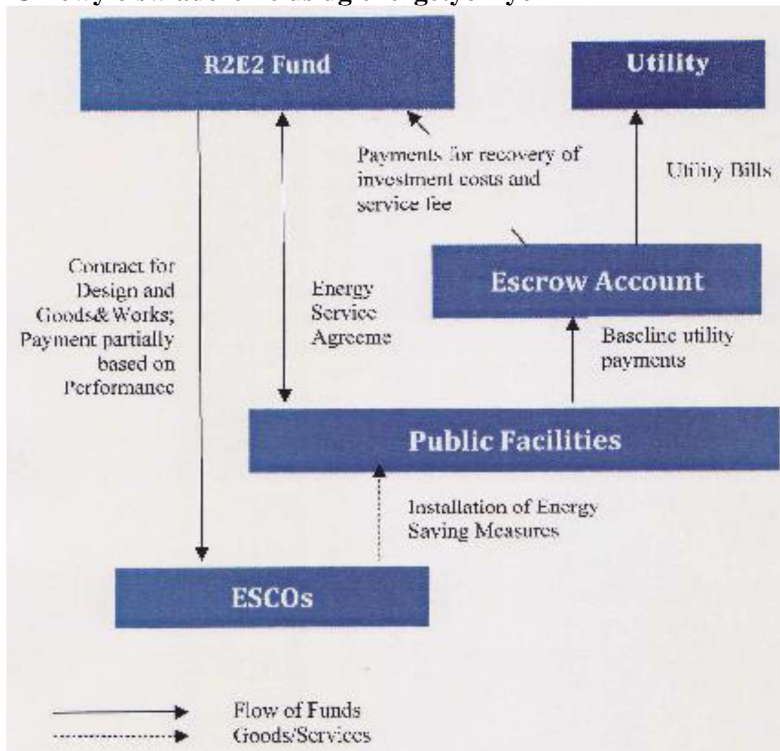 R2E2 Fund
Utility
Payments for recovery of
investment costs and
service fee
Utility Bills
Escrow Account
Contract for
Design and
Goods&Works;
Payment partially
based on
Performance
Energy
Service
Agreeme
Baseline utility
payments
Public Facilities
Installation of Energy
Saving Measures
ESCOs
Flow of Funds
Goods/Services